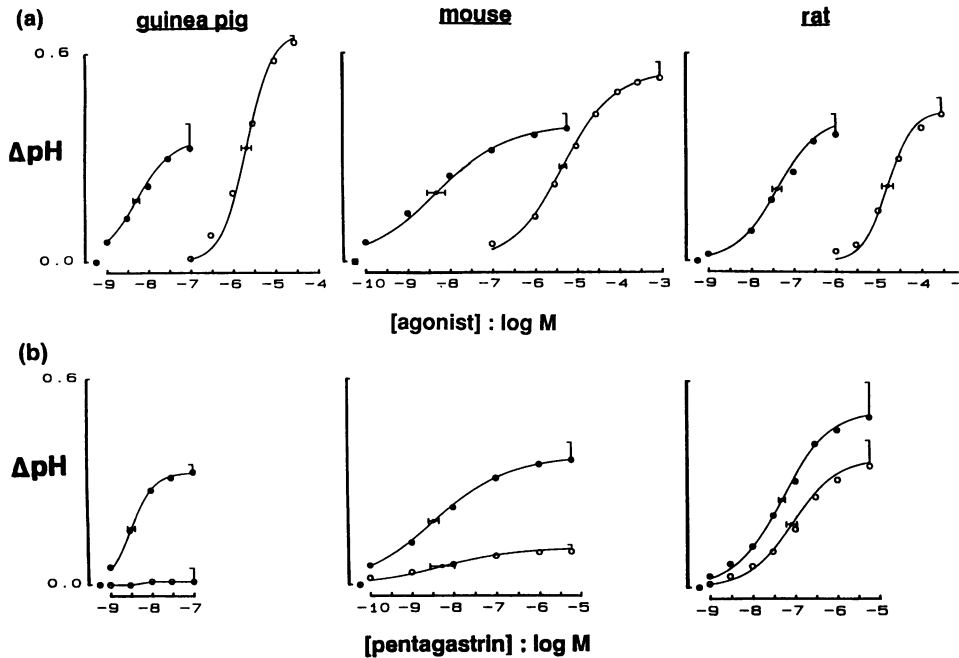 (a) guinea pig mouse rat
0.6
ΔpH
0.0
-9 -8 -7 -6 -5 -4 -10 -9 -8 -7 -6 -5 -4 -3 -9 -8 -7 -6 -5 -4 -
[agonist] : log M
(b)
0.6
ΔpH
0.0
-9 -8 -7 -10 -9 -8 -7 -6 -5 -9 -8 -7 -6 -5
[pentagastrin] : log M